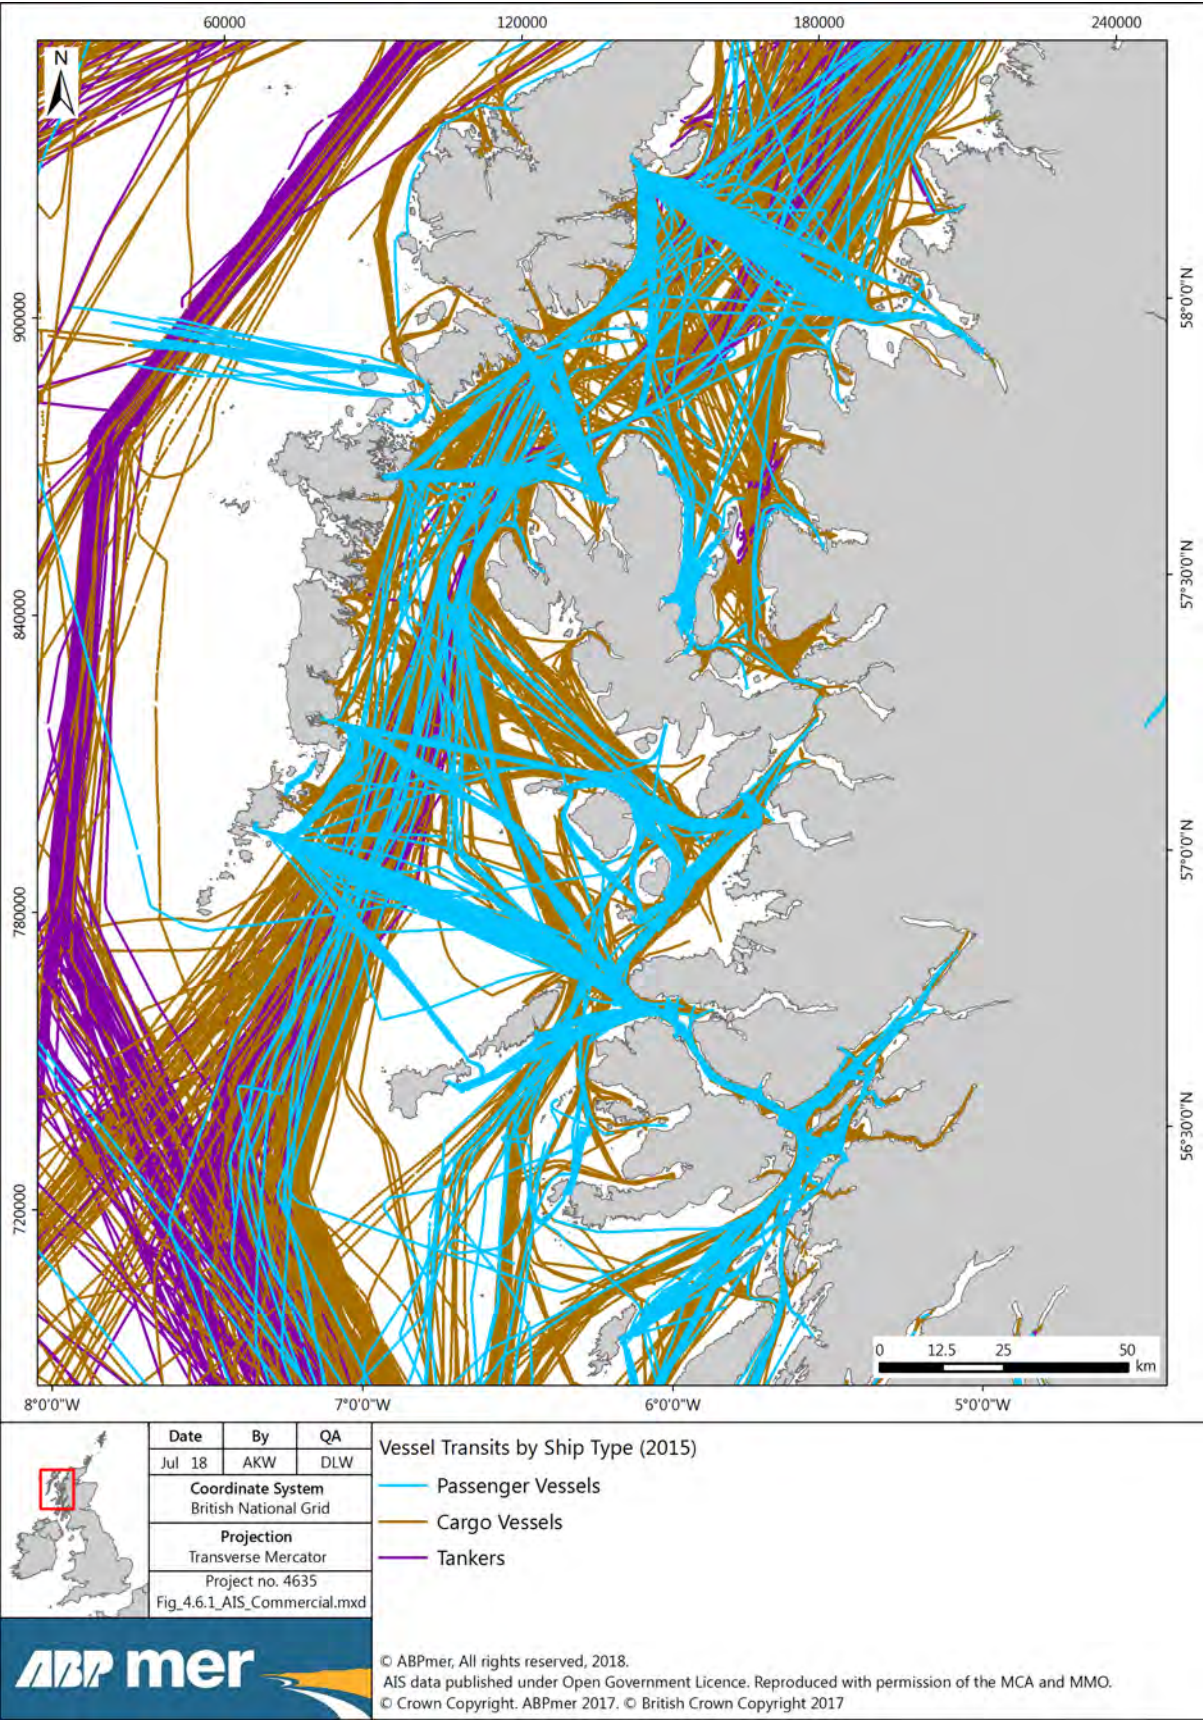 60000 120000 180000 240000
N
900000
840000
780000
720000
58°0'0"N
57°30'0"N
57°0'0"N
56°30'0"N
0 12.5 25 50
km
8°0'0"W 7°0'0"W 6°0'0"W 5°0'0"W
Date By QA
Jul 18 AKW DLW
Coordinate System
British National Grid
Projection
Transverse Mercator
Project no. 4635
Fig_4.6.1_AIS_Commercial.mxd
Vessel Transits by Ship Type (2015)
Passenger Vessels
Cargo Vessels
Tankers
ABP mer
© ABPmer, All rights reserved, 2018.
AIS data published under Open Government Licence. Reproduced with permission of the MCA and MMO.
© Crown Copyright. ABPmer 2017. © British Crown Copyright 2017